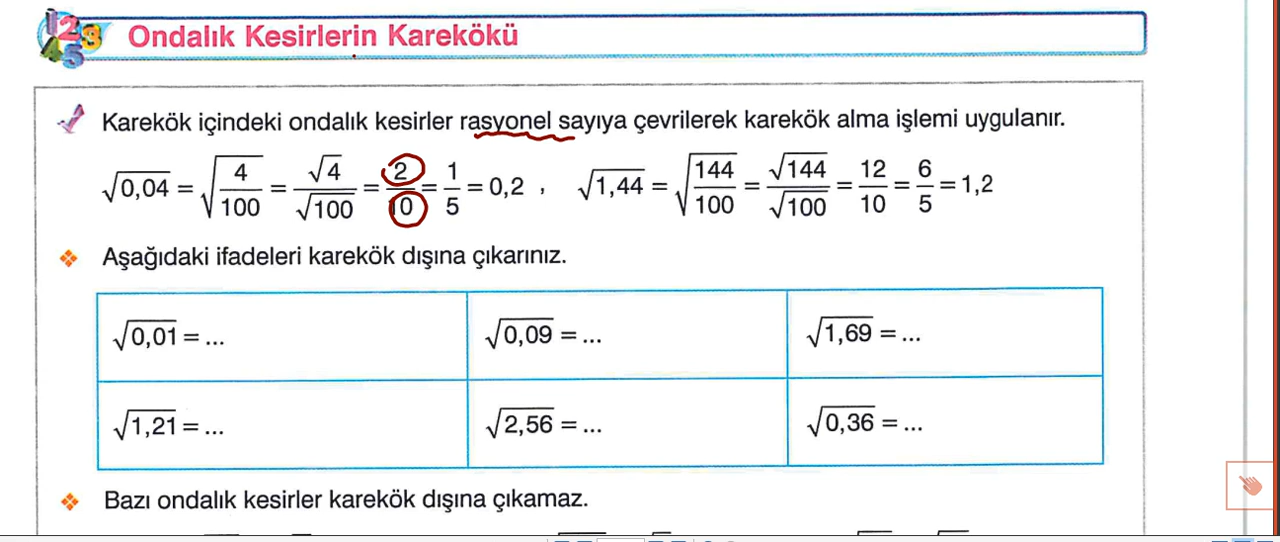 Ondalık Kesirlerin Karekökü
Karekök içindeki ondalık kesirler rasyonel sayıya çevrilerek karekök alma işlemi uygulanır.
√0,04 = √(4/100) = √4/√100 = 2/10 = 1/5 = 0,2 , √1,44 = √(144/100) = √144/√100 = 12/10 = 6/5 = 1,2
Aşağıdaki ifadeleri karekök dışına çıkarınız.
√0,01 = ... √0,09 = ... √1,69 = ...
√1,21 = ... √2,56 = ... √0,36 = ...
Bazı ondalık kesirler karekök dışına çıkamaz.